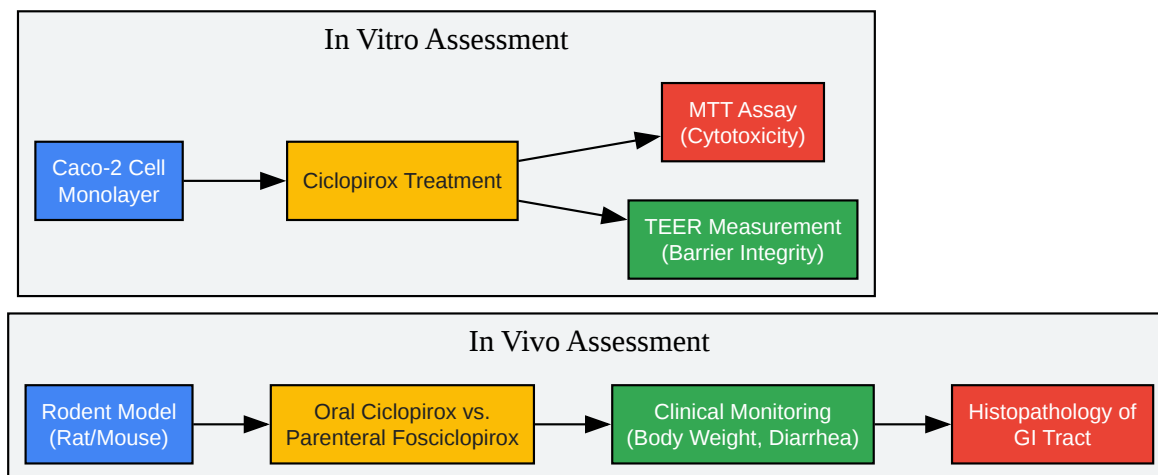 In Vitro Assessment
Caco-2 Cell
Monolayer
Ciclopirox Treatment
MTT Assay
(Cytotoxicity)
TEER Measurement
(Barrier Integrity)
In Vivo Assessment
Rodent Model
(Rat/Mouse)
Oral Ciclopirox vs.
Parenteral Fosciclopirox
Clinical Monitoring
(Body Weight, Diarrhea)
Histopathology of
GI Tract